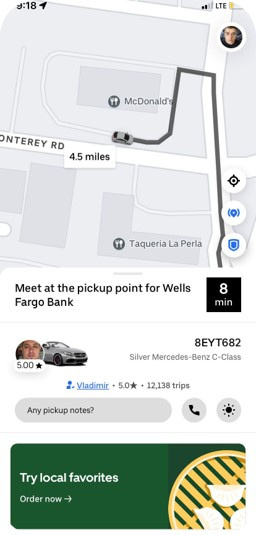 9:18
LTE
McDonald's
ONTEREY RD
4.5 miles
Taqueria La Perla
Meet at the pickup point for Wells
Fargo Bank
8
min
8EYT682
Silver Mercedes-Benz C-Class
5.00 ★
Vladimir • 5.0★ • 12,138 trips
Any pickup notes?
Try local favorites
Order now →